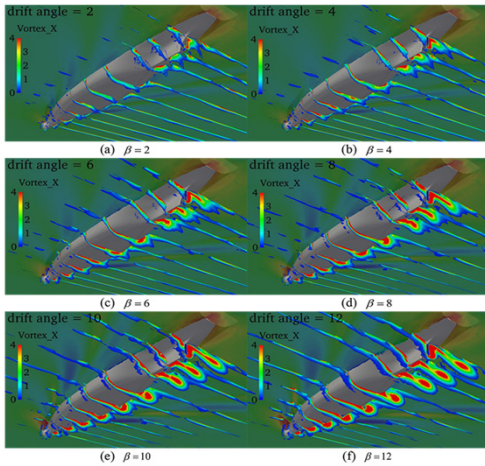 drift angle = 2
Vortex_X
4
3
2
1
0
(a) β=2
drift angle = 4
Vortex_X
4
3
2
1
0
(b) β=4
drift angle = 6
Vortex_X
4
3
2
1
0
(c) β=6
drift angle = 8
Vortex_X
4
3
2
1
0
(d) β=8
drift angle = 10
Vortex_X
4
3
2
1
0
(e) β=10
drift angle = 12
Vortex_X
4
3
2
1
0
(f) β=12